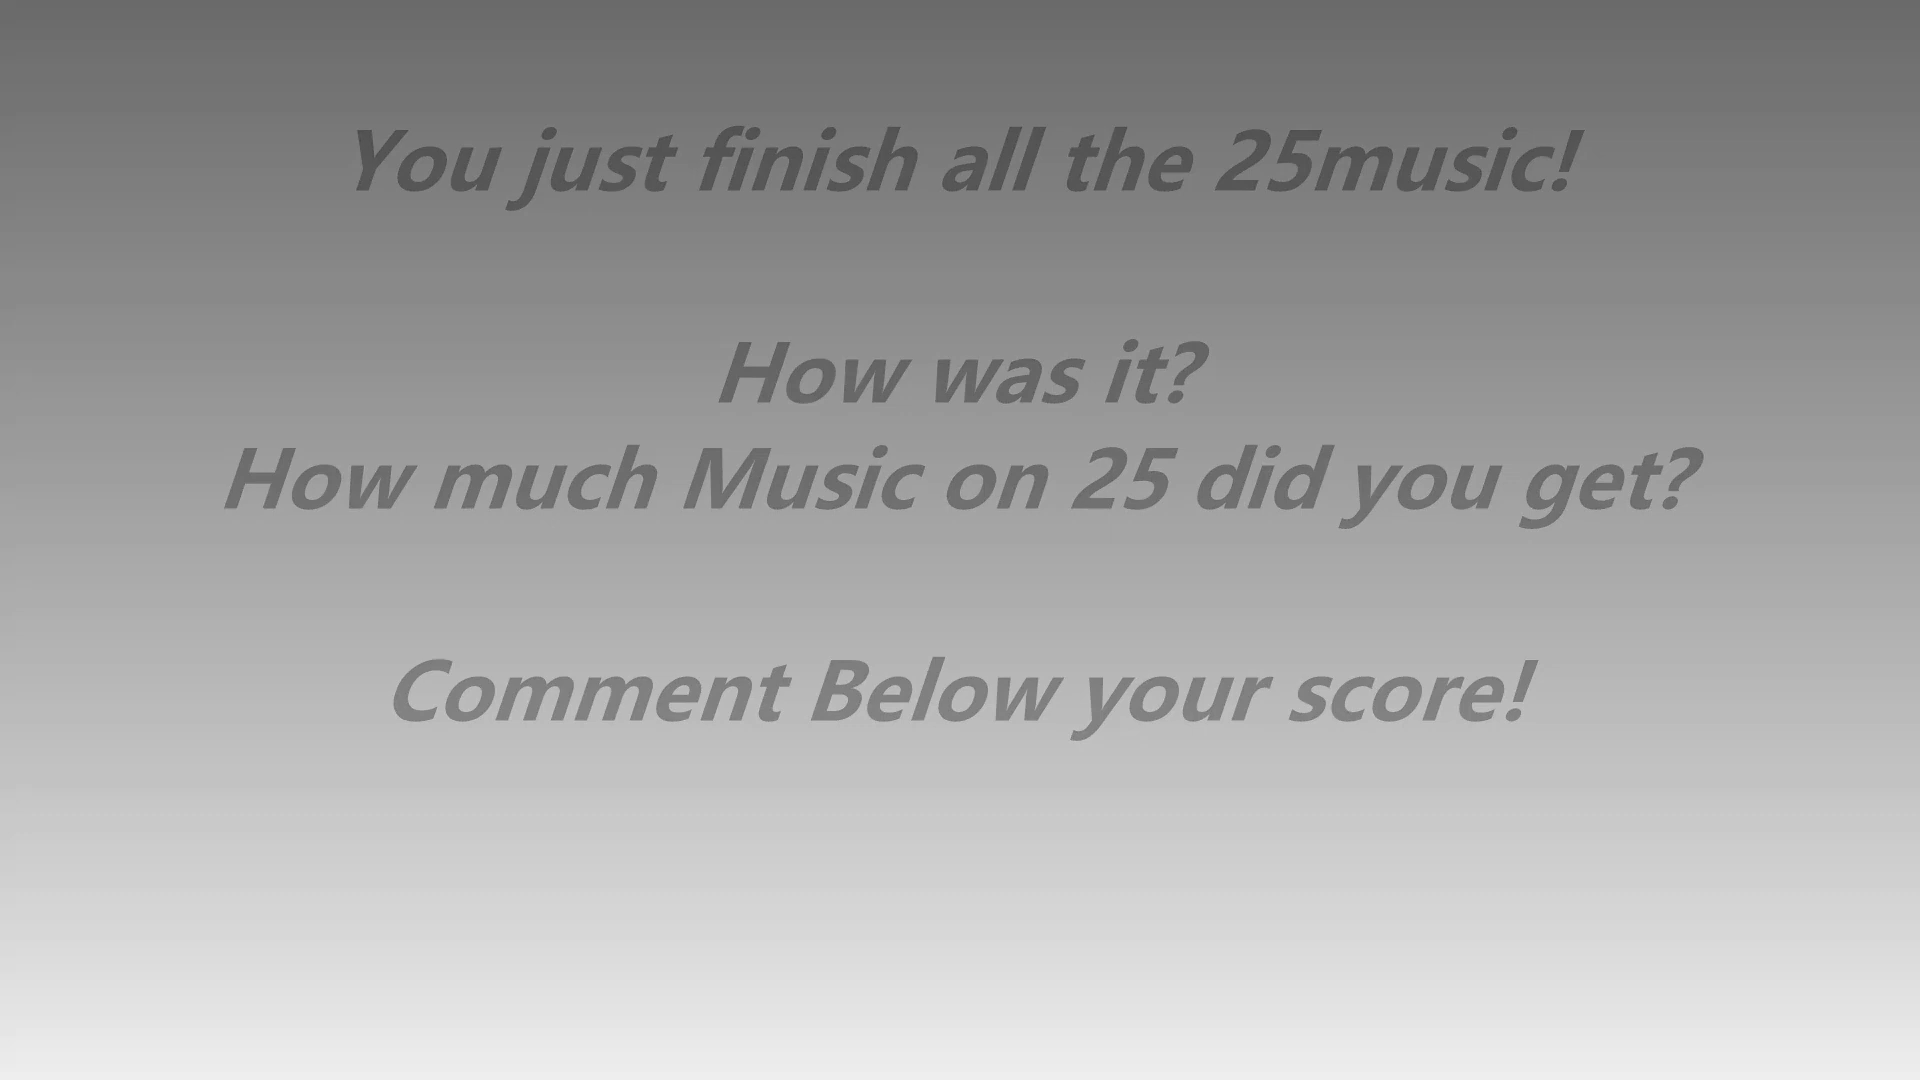 You just finish all the 25music!
How was it?
How much Music on 25 did you get?
Comment Below your score!